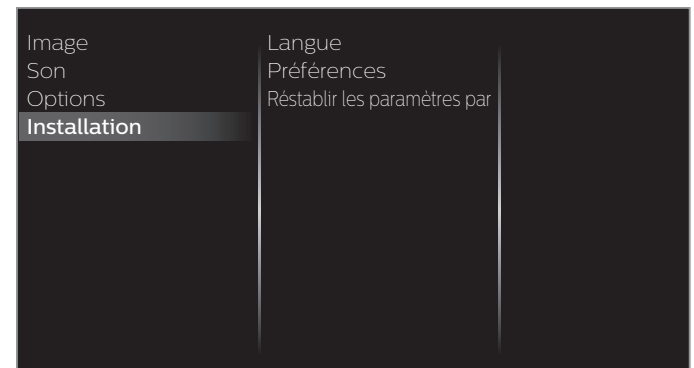 Image
Son
Options
Installation
Langue
Préférences
Réstablir les paramètres par